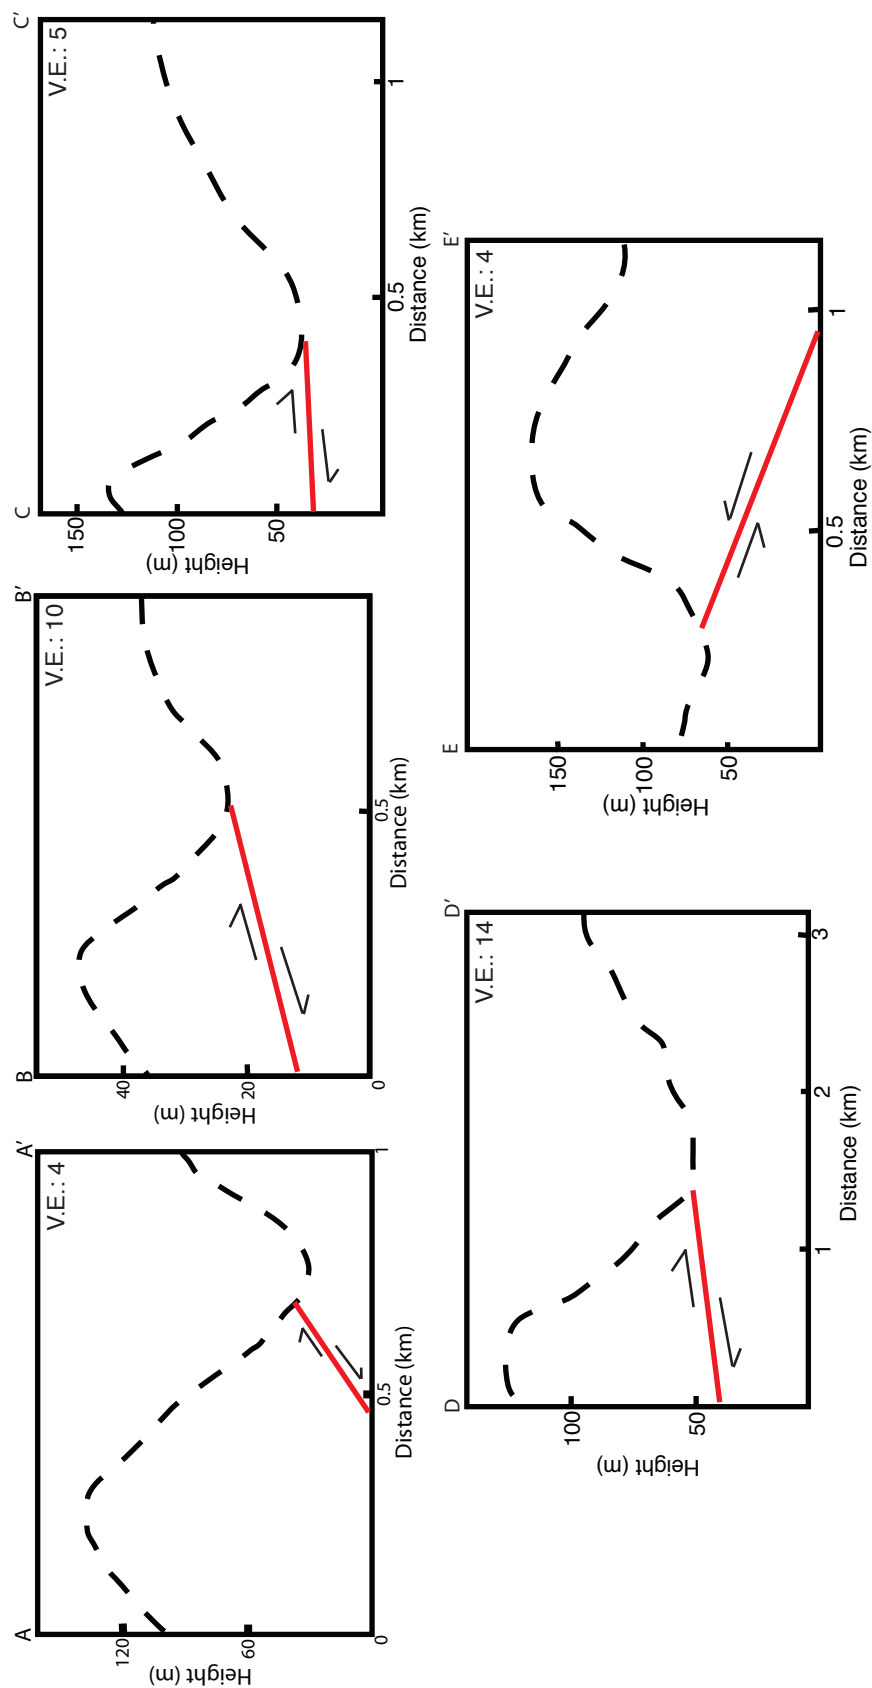 A
A′
V.E.: 4
120
60
0
0.5
1
Height (m)
Distance (km)
B
B′
V.E.: 10
40
20
0
0.5
Height (m)
Distance (km)
C
C′
V.E.: 5
150
100
50
0.5
1
Height (m)
Distance (km)
D
D′
V.E.: 14
100
50
1
2
3
Height (m)
Distance (km)
E
E′
V.E.: 4
150
100
50
0.5
1
Height (m)
Distance (km)